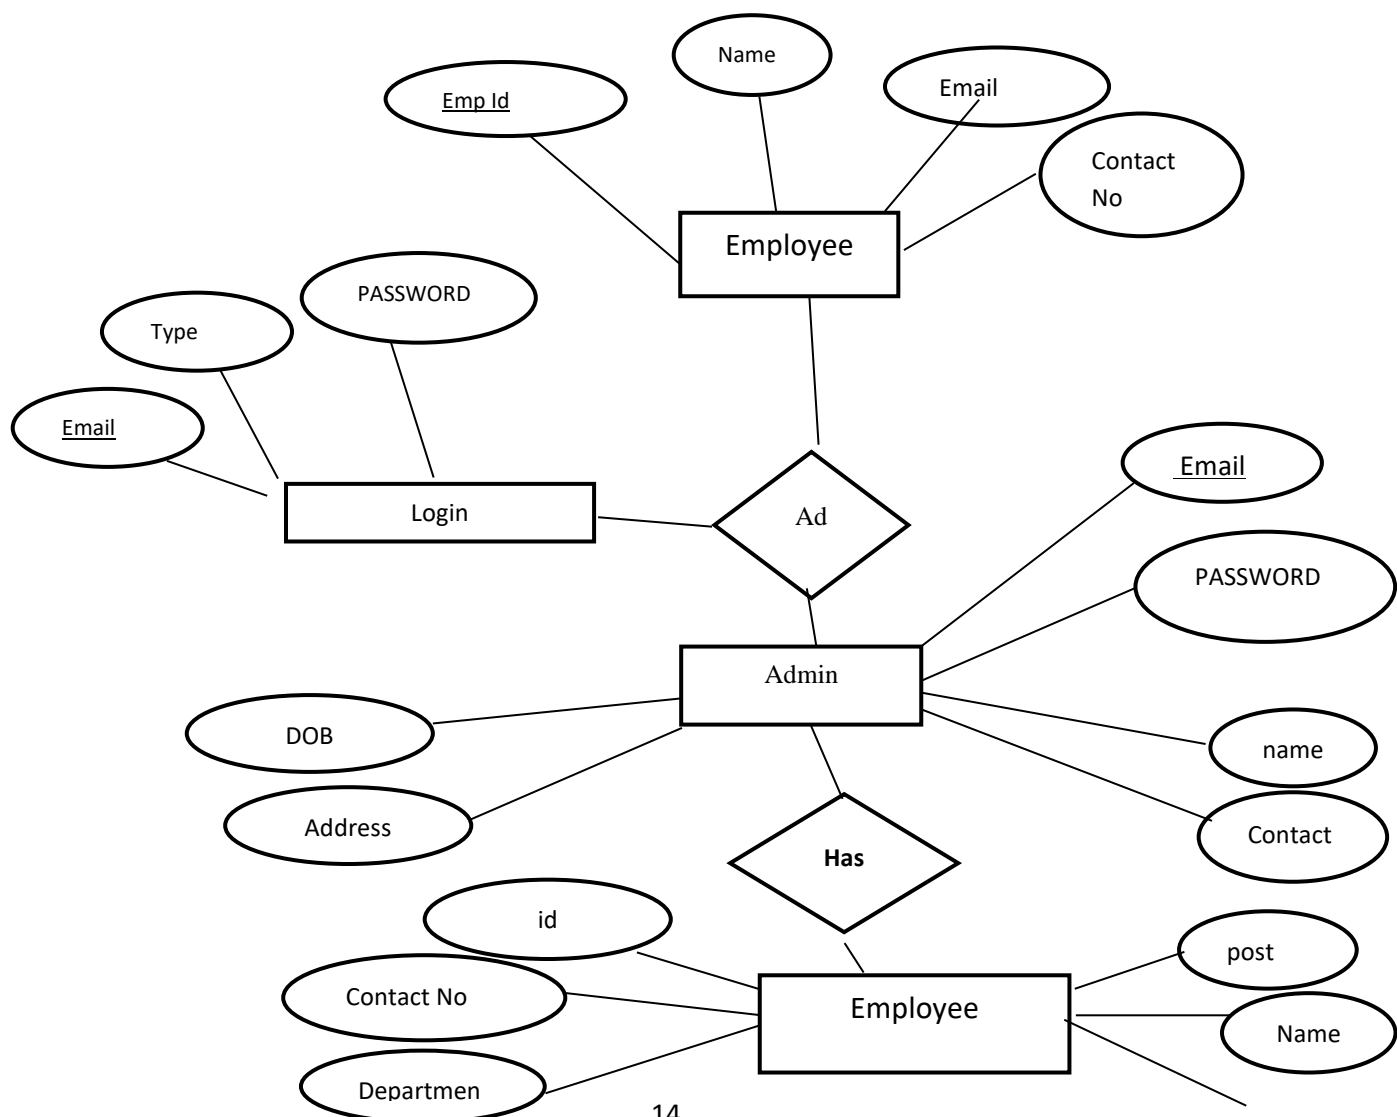 Name
Email
Emp Id
Contact
No
Employee
PASSWORD
Type
Email
Login
Ad
Email
PASSWORD
Admin
DOB
name
Address
Contact
Has
id
post
Contact No
Employee
Name
Departmen
14